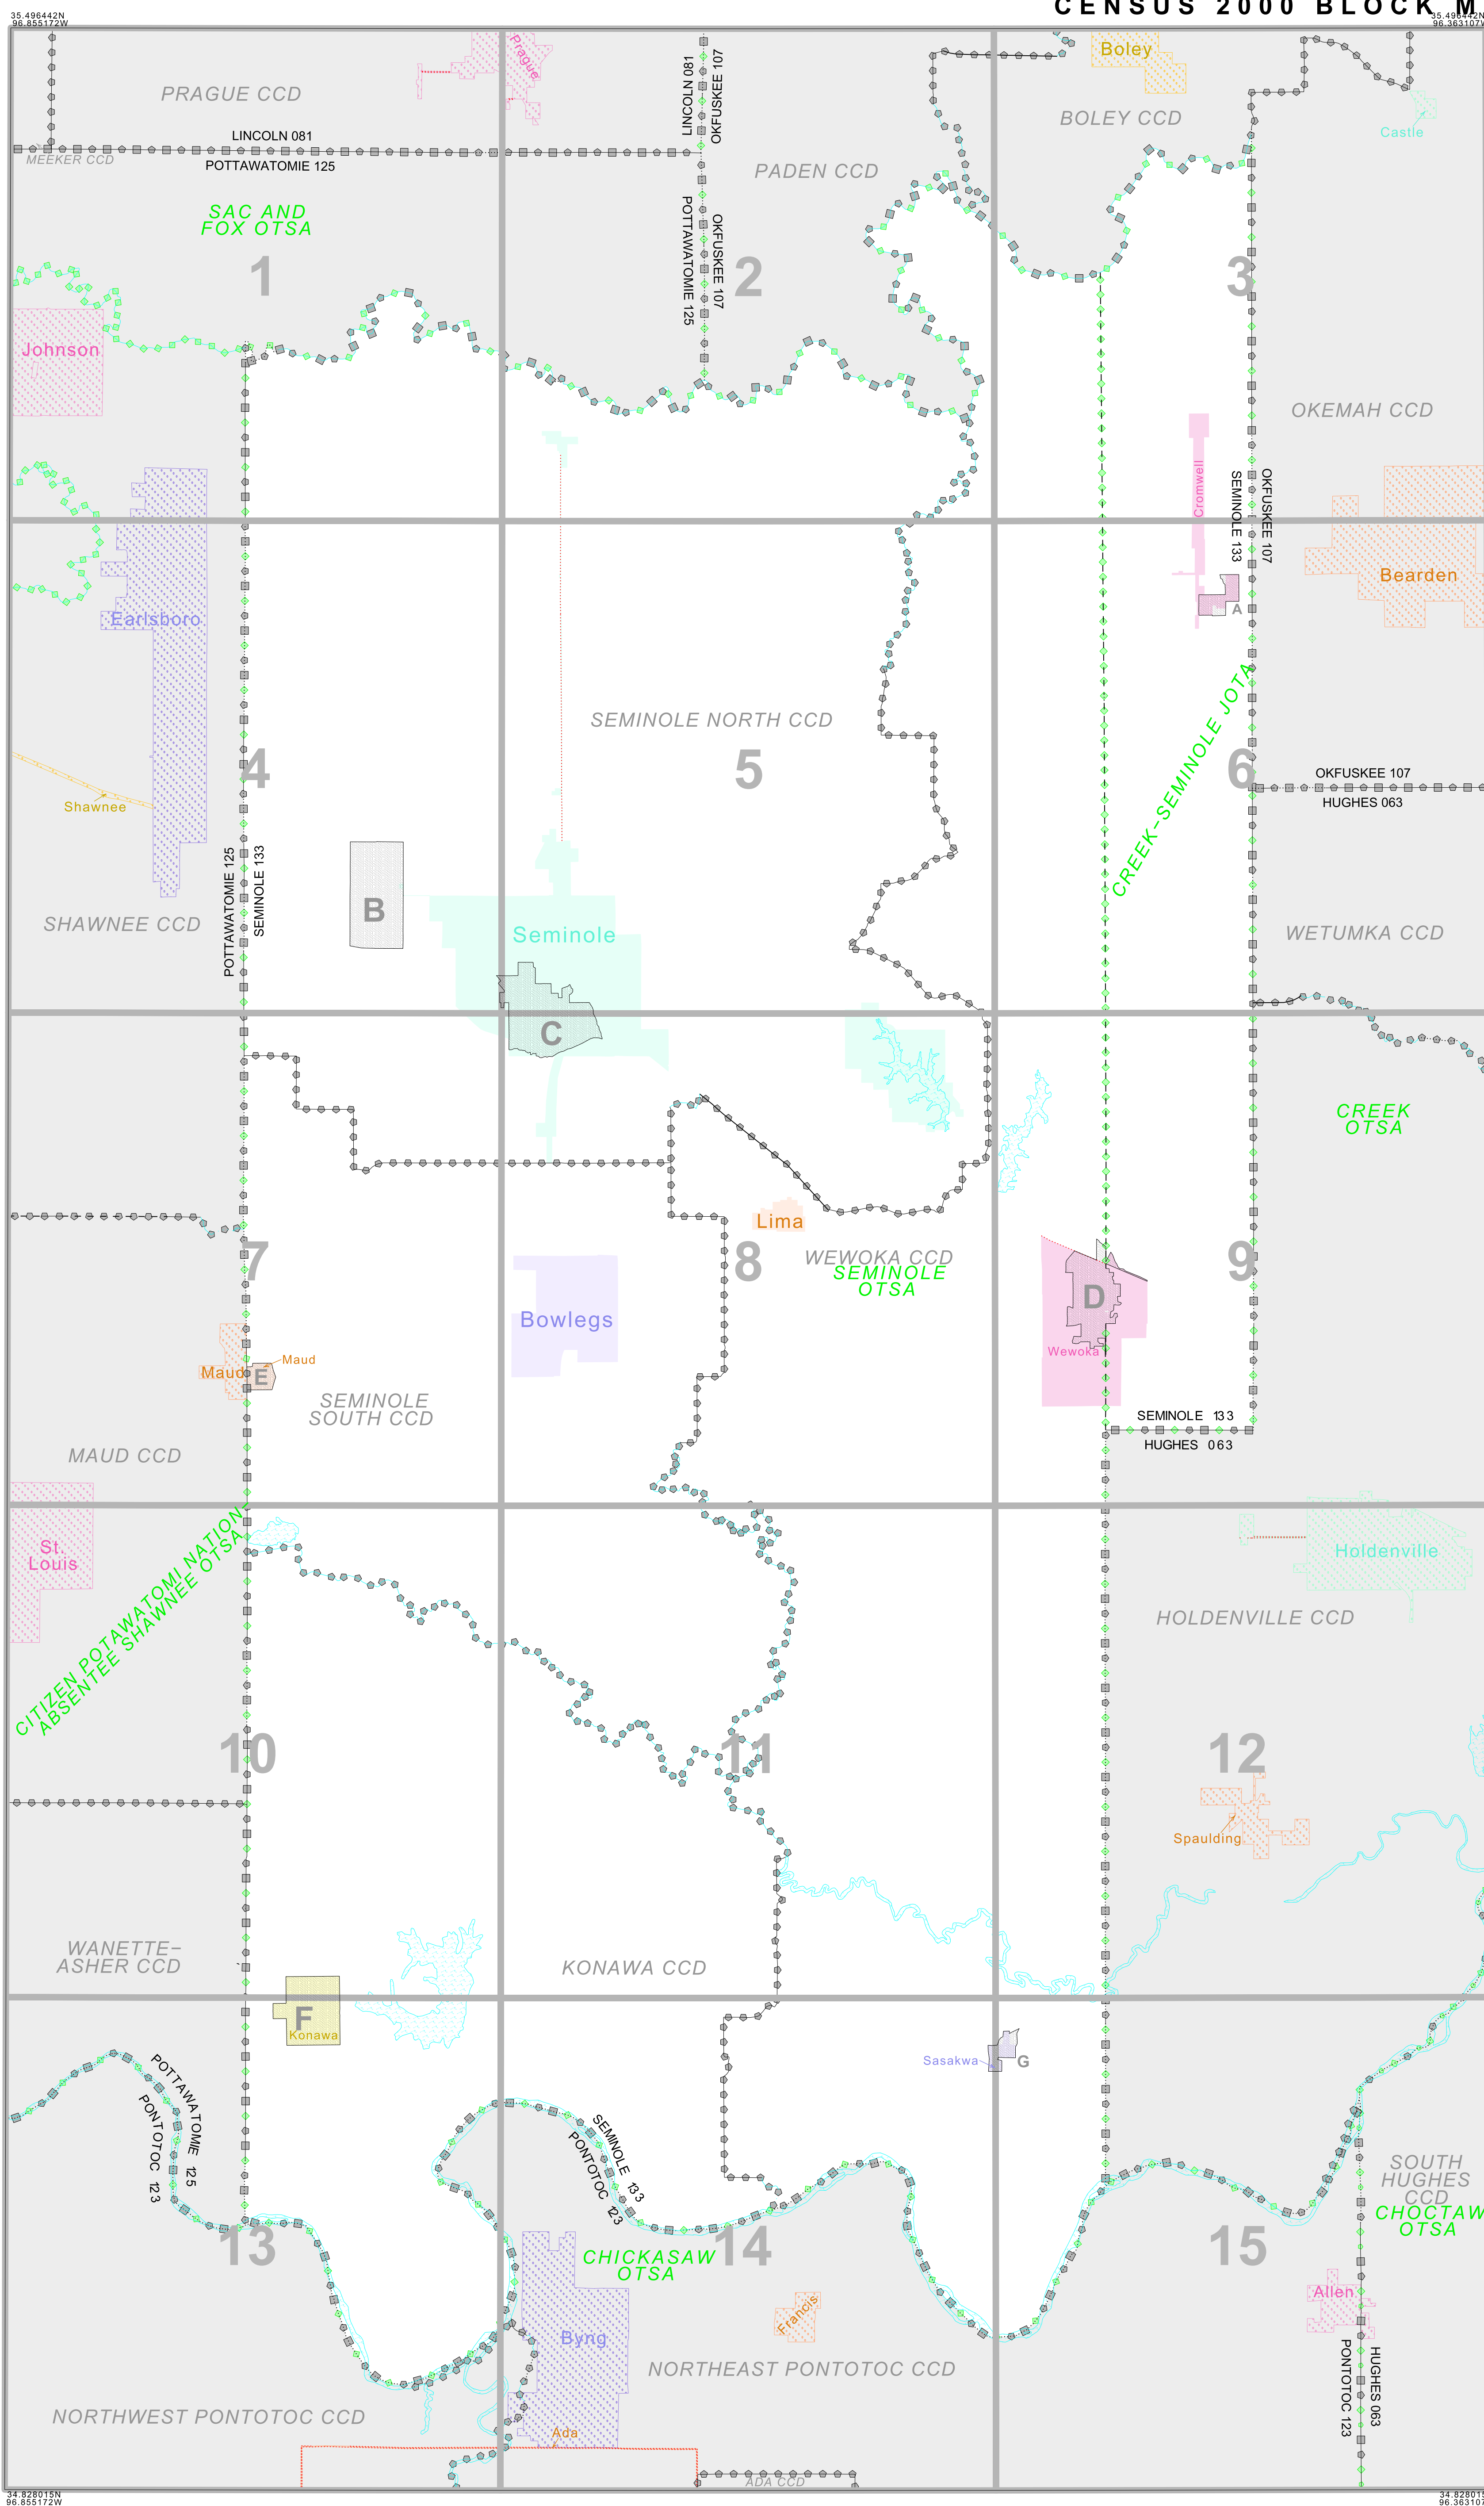 CENSUS 2000 BLOCK M
35.496442N
96.855172W
35.496442N
96.363107W
Prague
PRAGUE CCD
LINCOLN 081
OKFUSKEE 107
Boley
BOLEY CCD
Castle
LINCOLN 081
MEEKER CCD
POTTAWATOMIE 125
PADEN CCD
SAC AND
FOX OTSA
POTTAWATOMIE 125
OKFUSKEE 107
1
2
3
Johnson
OKEMAH CCD
Cromwell
SEMINOLE 133
OKFUSKEE 107
Bearden
A
Earlsboro
SEMINOLE NORTH CCD
4
5
6
CREEK-SEMINOLE JOTA
OKFUSKEE 107
HUGHES 063
Shawnee
POTTAWATOMIE 125
SEMINOLE 133
B
SHAWNEE CCD
Seminole
WETUMKA CCD
C
CREEK
OTSA
Lima
7
8
9
WEWOKA CCD
SEMINOLE
OTSA
D
Bowlegs
Wewoka
Maud
E
Maud
SEMINOLE
SOUTH CCD
SEMINOLE 133
HUGHES 063
MAUD CCD
CITIZEN POTAWATOMI NATION
ABSENTEE SHAWNEE OTSA
St.
Louis
Holdenville
HOLDENVILLE CCD
10
11
12
Spaulding
WANETTE-
ASHER CCD
KONAWA CCD
F
Konawa
Sasakwa
G
POTTAWATOMIE 125
PONTOTOC 123
SEMINOLE 133
PONTOTOC 123
SOUTH
HUGHES
CCD
CHOCTAW
OTSA
13
14
15
CHICKASAW
OTSA
Allen
Francis
Byng
NORTHEAST PONTOTOC CCD
PONTOTOC 123
HUGHES 063
NORTHWEST PONTOTOC CCD
Ada
ADA CCD
34.828015N
96.855172W
34.828015
96.363107